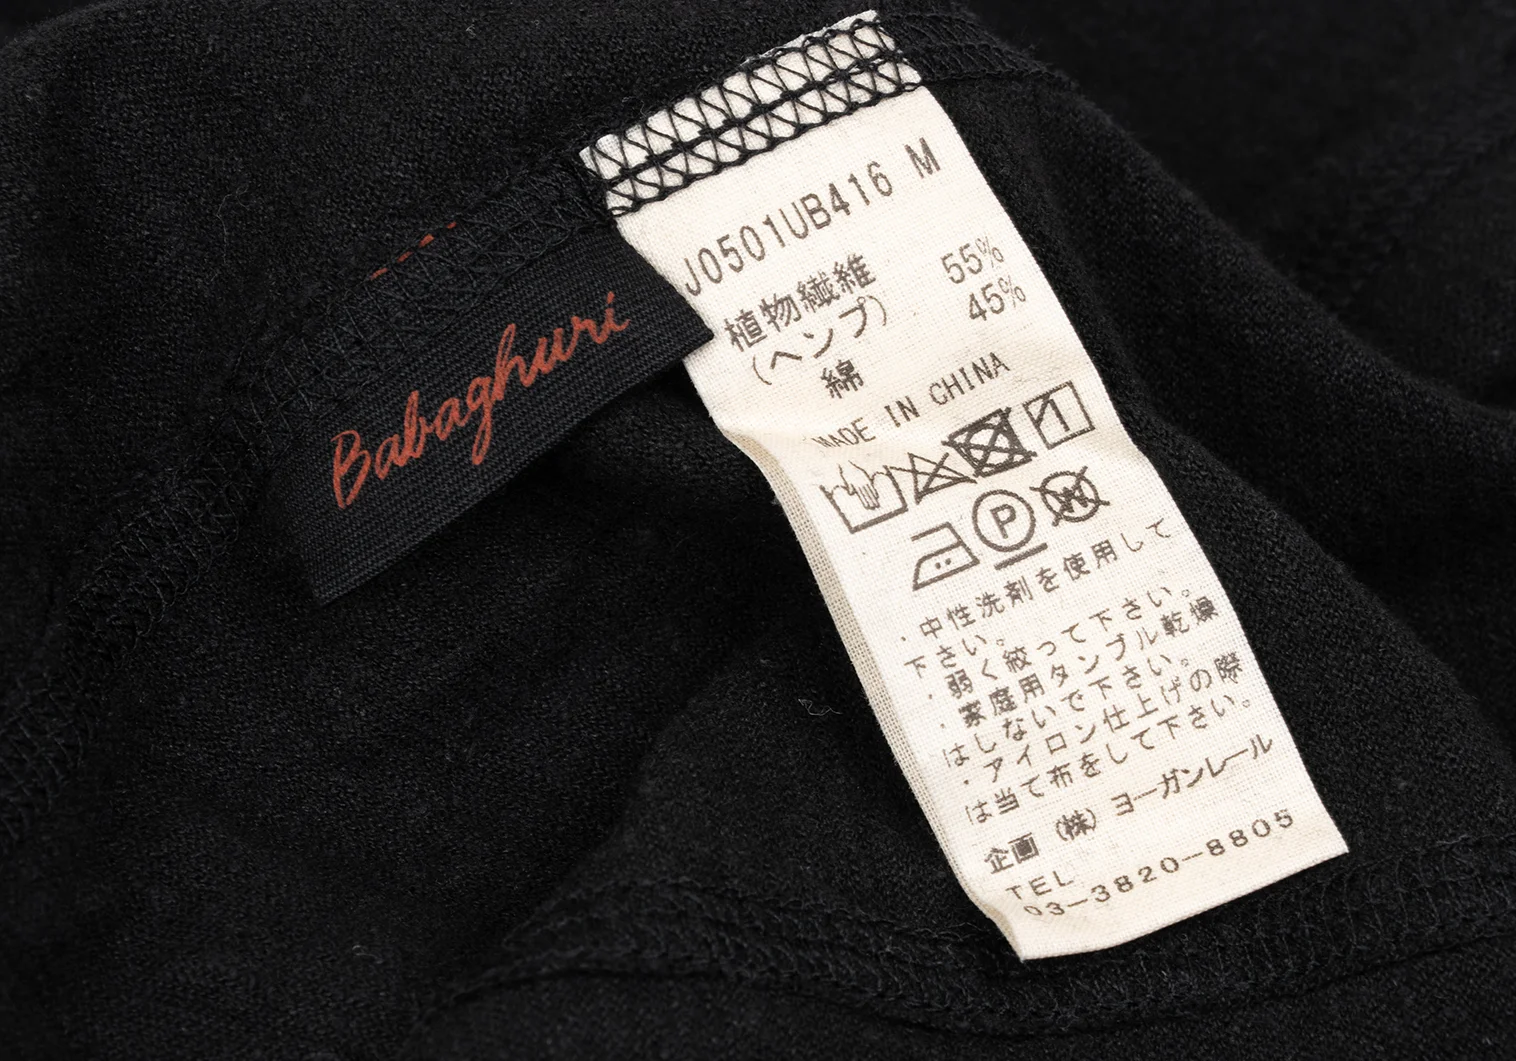 Babaghuri
J0501UB416 M
植物繊維 55%
(ヘンプ) 45%
綿
MADE IN CHINA
P
W
・中性洗剤を使用して
下さい。
・弱く絞って下さい。
・家庭用タンブル乾燥
はしないで下さい。
・アイロン仕上げの際
は当て布をして下さい。
企画 (株) ヨーガンレール
TEL
03-3820-8805